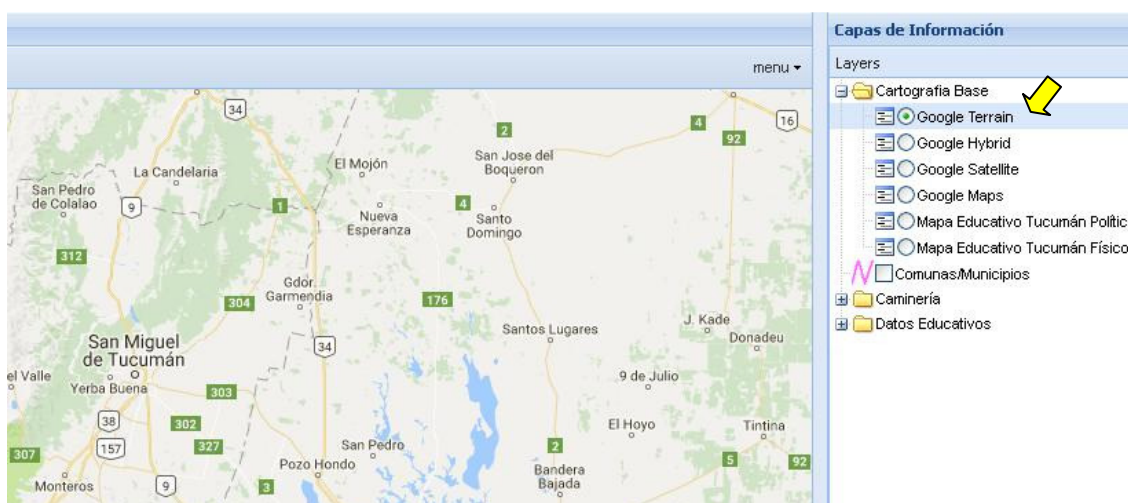 Capas de Información
menu
Layers
Cartografia Base
Google Terrain
Google Hybrid
Google Satellite
Google Maps
Mapa Educativo Tucumán Polític
Mapa Educativo Tucumán Físico
Comunas/Municipios
Caminería
Datos Educativos
34
2
4
16
92
San Jose del
Boqueron
El Mojón
La Candelaria
San Pedro
de Colalao
9
1
4
Nueva
Esperanza
Santo
Domingo
312
Gdor.
Garmendia
304
176
J. Kade
Santos Lugares
Donadeu
San Miguel
de Tucumán
34
el Valle
Yerba Buena
303
9 de Julio
38
302
El Hoyo
Tintina
157
327
307
San Pedro
2
Pozo Hondo
5
92
Bandera
Bajada
Monteros
9
3